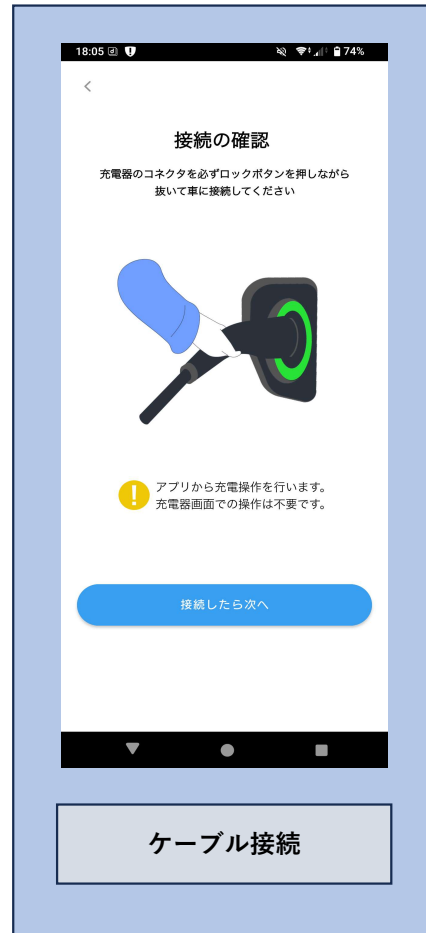 18:05
74%
接続の確認
充電器のコネクタを必ずロックボタンを押しながら
抜いて車に接続してください
アプリから充電操作を行います。
充電器画面での操作は不要です。
接続したら次へ
ケーブル接続